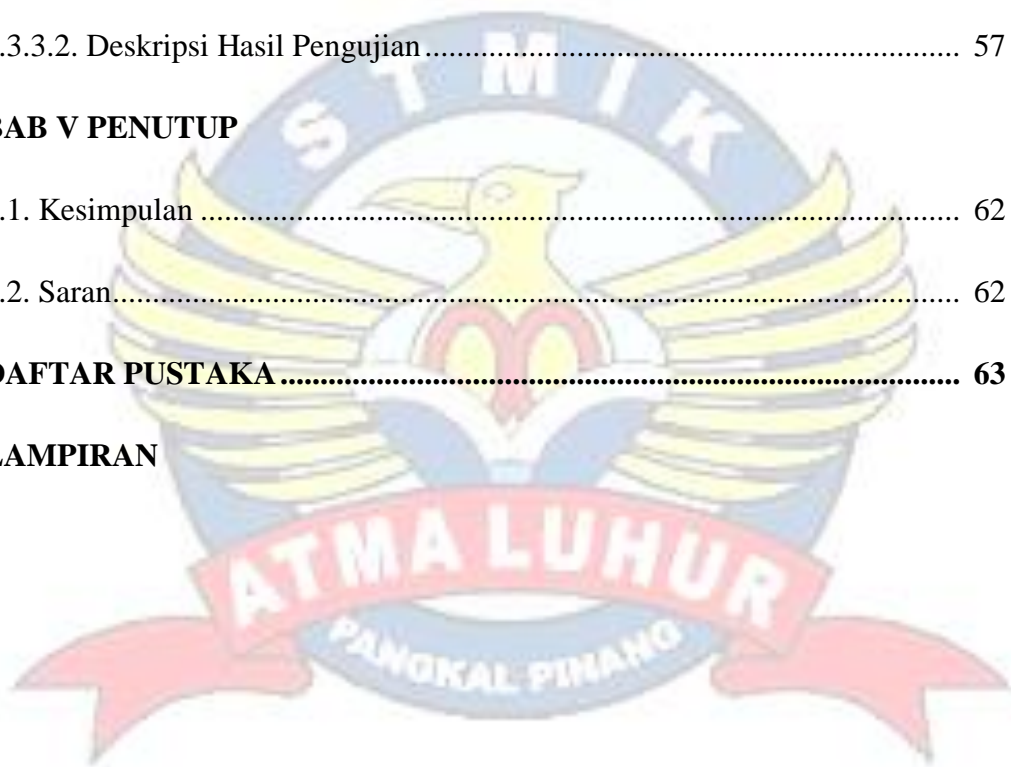 .3.3.2. Deskripsi Hasil Pengujian ........................................................................ 57
BAB V PENUTUP
.1. Kesimpulan ........................................................................ 62
.2. Saran ........................................................................ 62
DAFTAR PUSTAKA ........................................................................ 63
LAMPIRAN
STMIK
ATMA LUHUR
PANGKAL PINANG